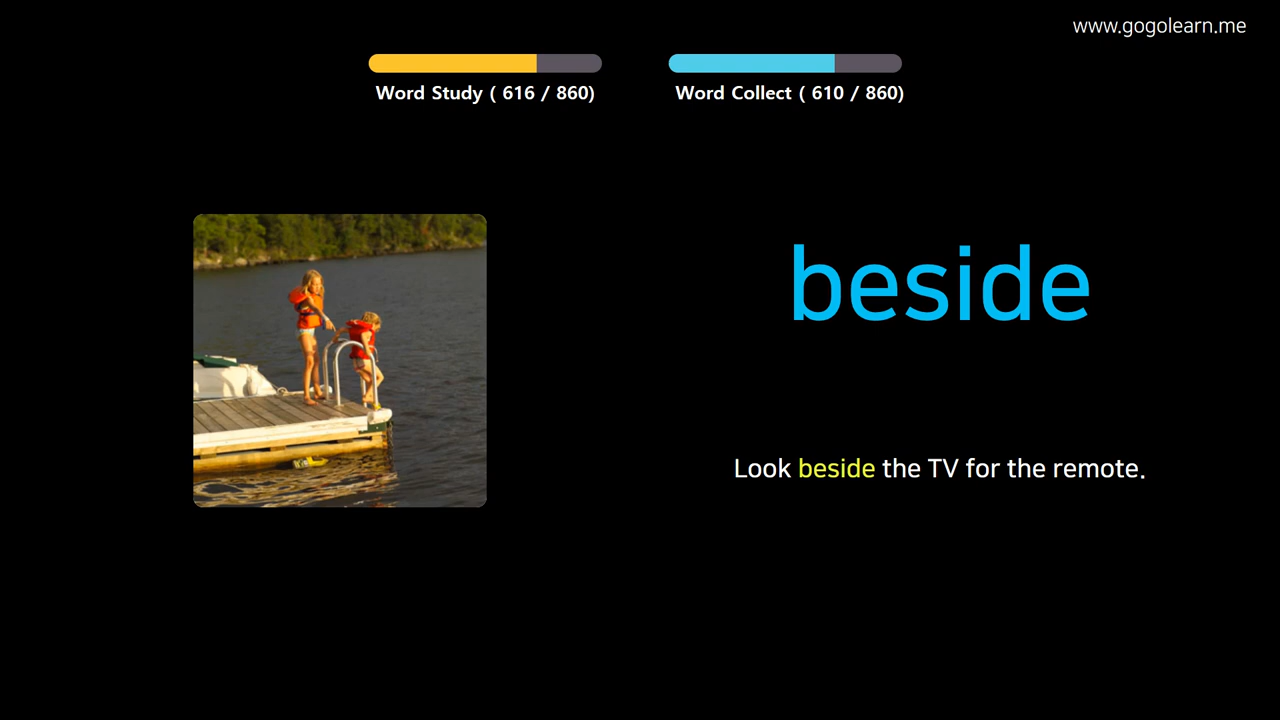 www.gogolearn.me
Word Study ( 616 / 860)
Word Collect ( 610 / 860)
beside
Look beside the TV for the remote.